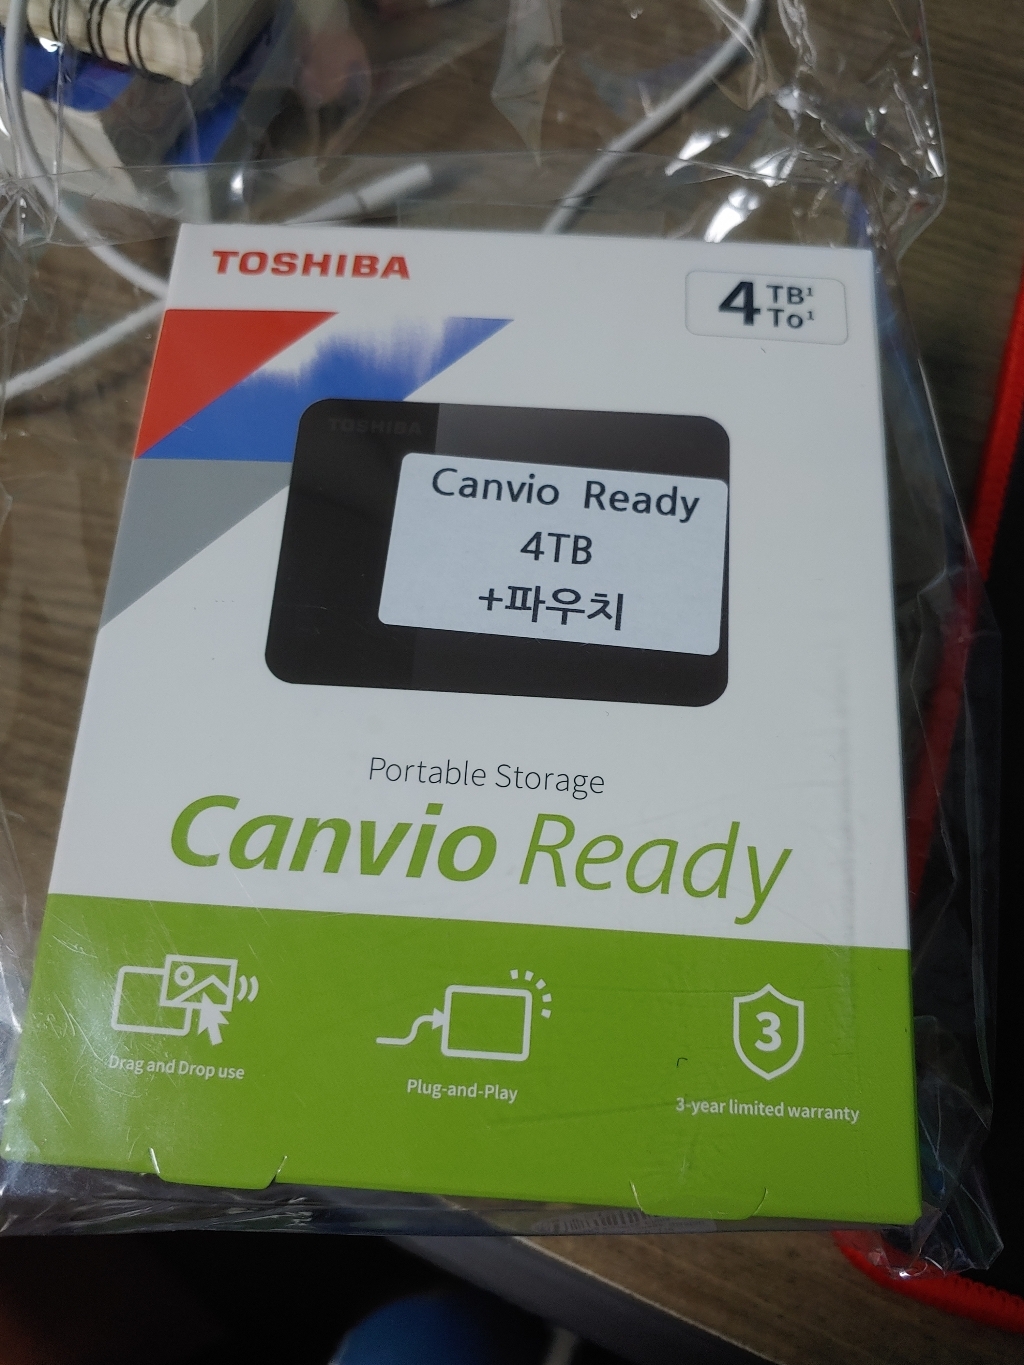 TOSHIBA
4 TB¹
To¹
TOSHIBA
Canvio Ready
4TB
+파우치
Portable Storage
Canvio Ready
Drag and Drop use
Plug-and-Play
3
3-year limited warranty